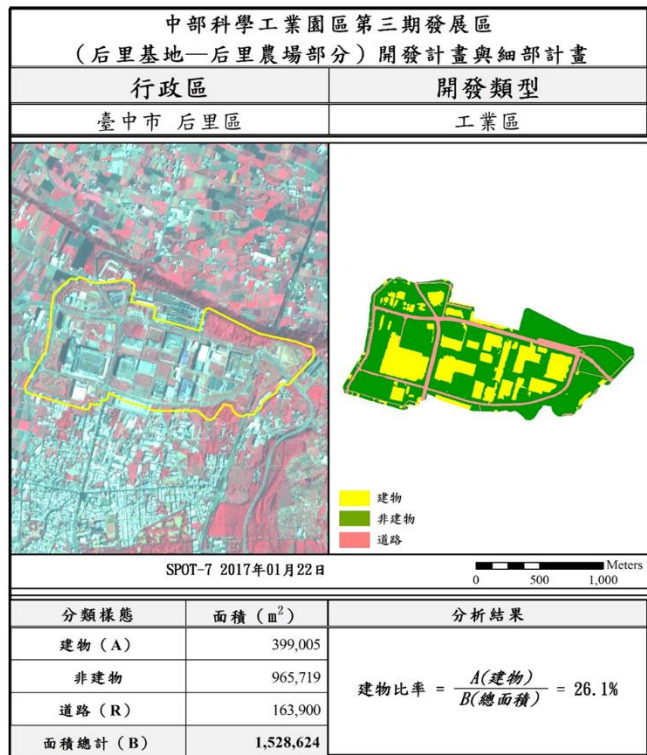 中部科學工業園區第三期發展區
（后里基地—后里農場部分）開發計畫與細部計畫
行政區 開發類型
臺中市 后里區 工業區
建物
非建物
道路
SPOT-7 2017年01月22日
Meters
0 500 1,000
分類樣態 面積（m²） 分析結果
建物（A） 399,005
非建物 965,719
道路（R） 163,900
面積總計（B） 1,528,624
建物比率 = A(建物) / B(總面積) = 26.1%